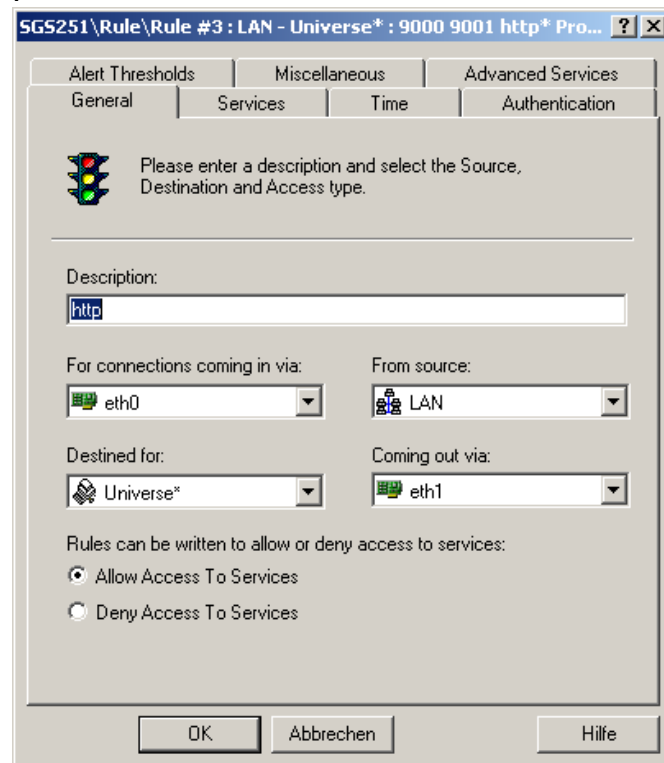 SGS251\Rule\Rule #3 : LAN - Universe* : 9000 9001 http* Pro...
Alert Thresholds Miscellaneous Advanced Services
General Services Time Authentication
Please enter a description and select the Source,
Destination and Access type.
Description:
http
For connections coming in via: From source:
eth0 LAN
Destined for: Coming out via:
Universe* eth1
Rules can be written to allow or deny access to services:
Allow Access To Services
Deny Access To Services
OK Abbrechen Hilfe